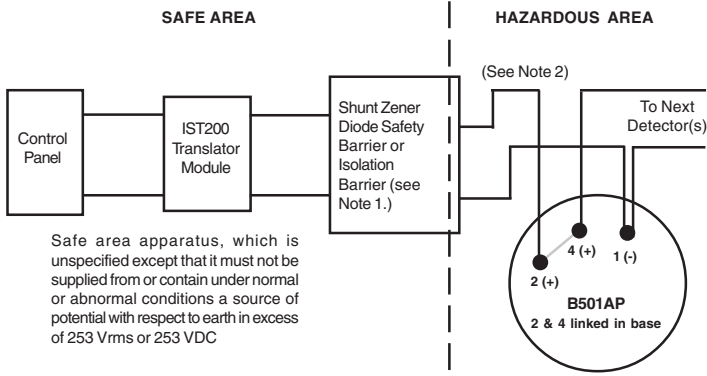 SAFE AREA
HAZARDOUS AREA
(See Note 2)
Control
Panel
IST200
Translator
Module
Shunt Zener
Diode Safety
Barrier or
Isolation
Barrier (see
Note 1.)
To Next
Detector(s)
Safe area apparatus, which is
unspecified except that it must not be
supplied from or contain under normal
or abnormal conditions a source of
potential with respect to earth in excess
of 253 Vrms or 253 VDC
4 (+)
1 (-)
2 (+)
B501AP
2 & 4 linked in base